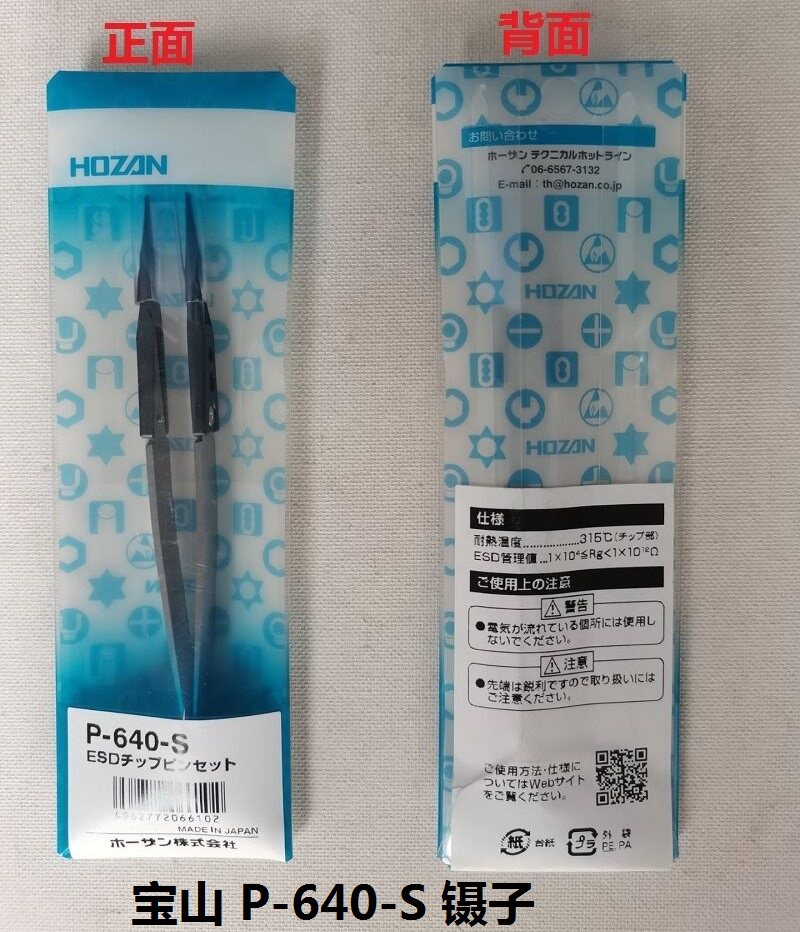 正面
HOZAN
P-640-S
ESDチップピンセット
4962772066102
MADE IN JAPAN
ホーザン株式会社
背面
お問い合わせ
ホーザン テクニカルホットライン
06-6567-3132
E-mail : th@hozan.co.jp
HOZAN
HOZAN
仕様
耐熱温度..................315℃(チップ部)
ESD管理値...1×10⁴≦Rg<1×10¹⁰Ω
ご使用上の注意
警告
●電気が流れている個所には使用し
ないでください。
注意
●先端は鋭利ですので取り扱いには
ご注意ください。
ご使用方法・仕様に
ついてはWebサイト
をご覧ください。
紙 台紙
プラ 外 袋
PE, PA
宝山 P-640-S 镊子